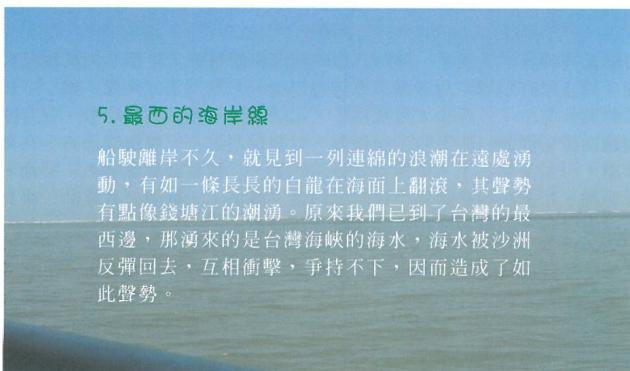 5. 最西的海岸線
船駛離岸不久，就見到一列連綿的浪潮在遠處湧
動，有如一條長長的白龍在海面上翻滾，其聲勢
有點像錢塘江的潮湧。原來我們已到了台灣的最
西邊，那湧來的是台灣海峽的海水，海水被沙洲
反彈回去，互相衝擊，爭持不下，因而造成了如
此聲勢。